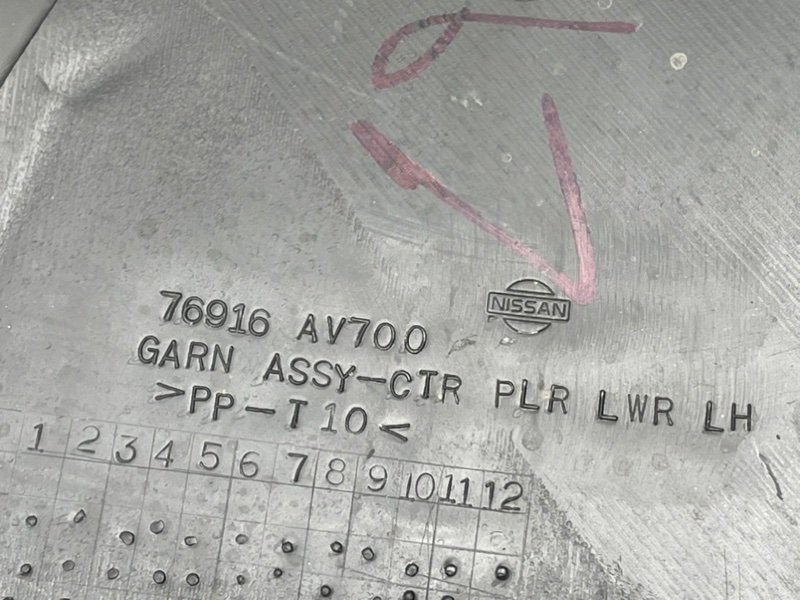 NISSAN
76916 AV700
GARN ASSY-CTR PLR LWR LH
>PP-T10<
1 2 3 4 5 6 7 8 9 10 11 12